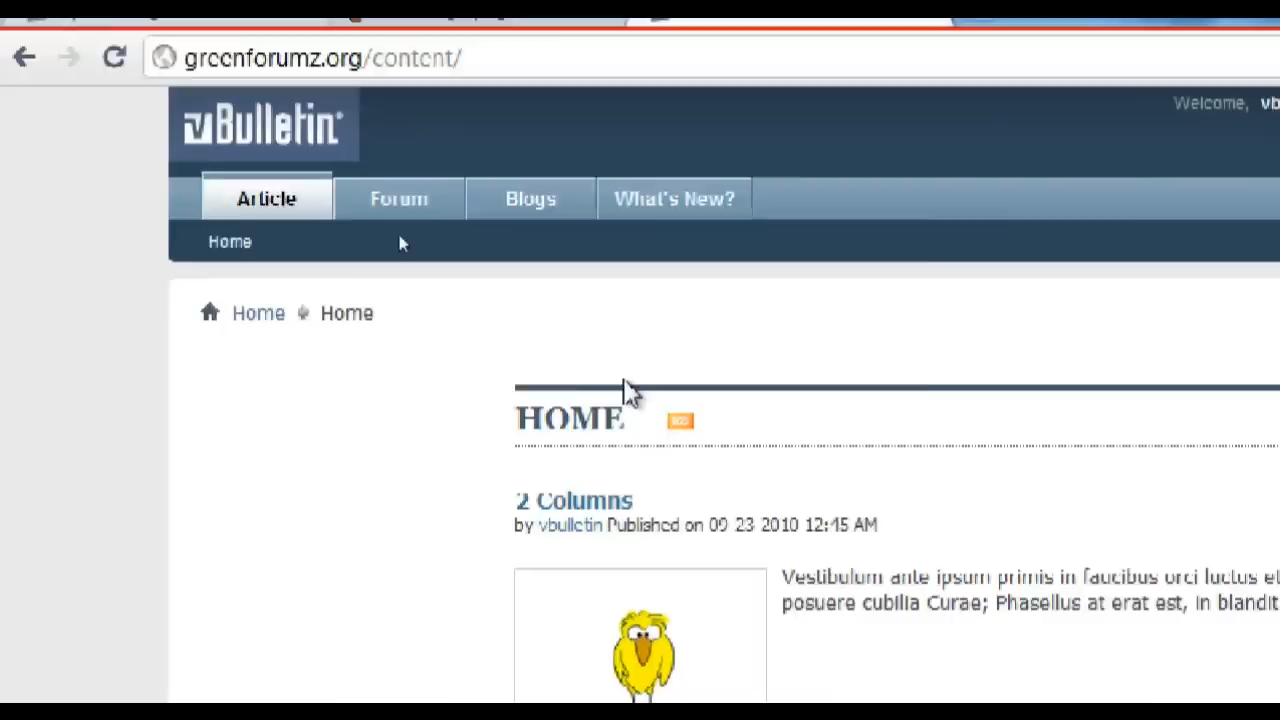 greenforumz.org/content/
Welcome, vb
vBulletin
Article Forum Blogs What's New?
Home
Home Home
HOME
2 Columns
by vbulletin Published on 09 23 2010 12:45 AM
Vestibulum ante ipsum primis in faucibus orci luctus et
posuere cubilia Curae; Phasellus at erat est, in blandit